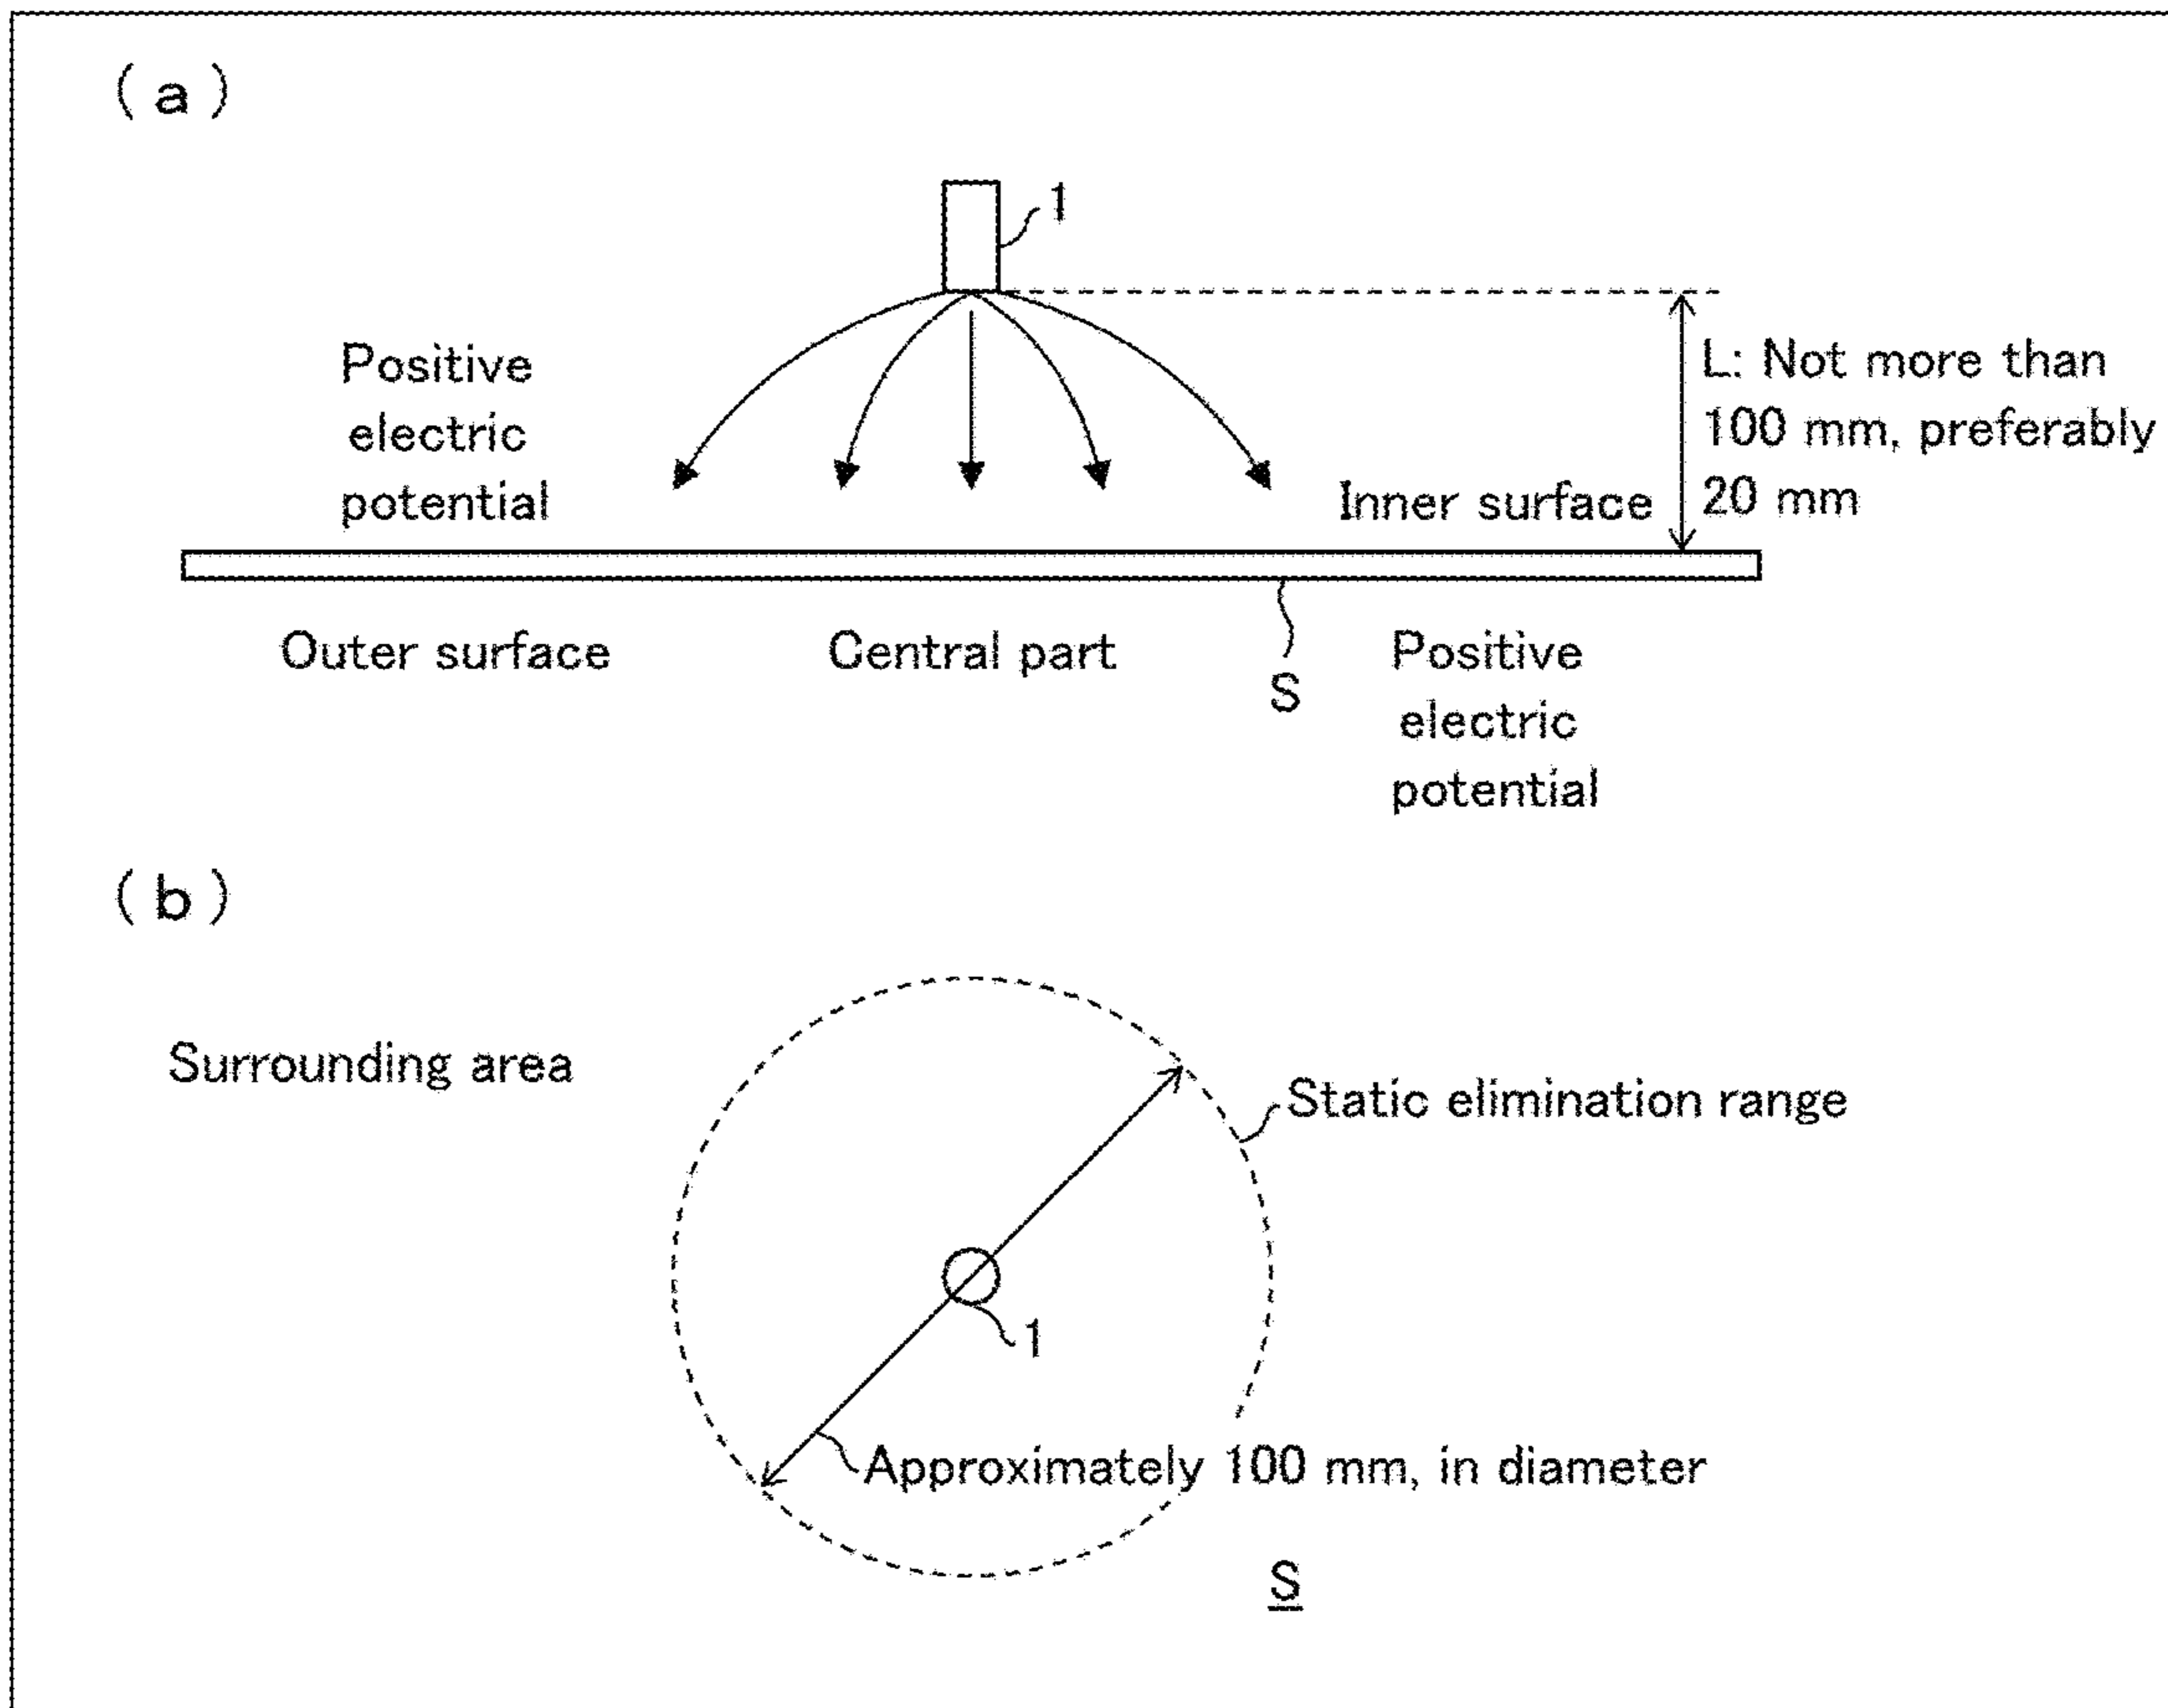 (a)
1
Positive
electric
potential
L: Not more than
100 mm, preferably
20 mm
Inner surface
Outer surface
Central part
S
Positive
electric
potential
(b)
Surrounding area
Static elimination range
1
Approximately 100 mm, in diameter
S